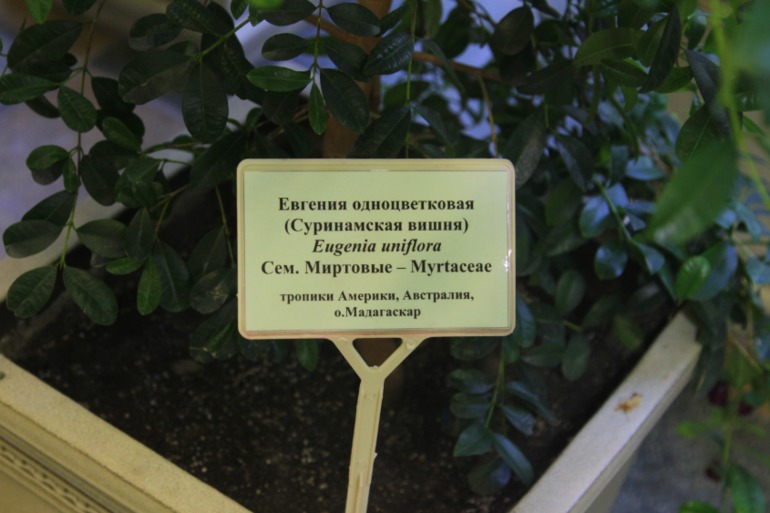 Евгения одноцветковая
(Суринамская вишня)
Eugenia uniflora
Сем. Миртовые – Myrtaceae
тропики Америки, Австралия,
о.Мадагаскар